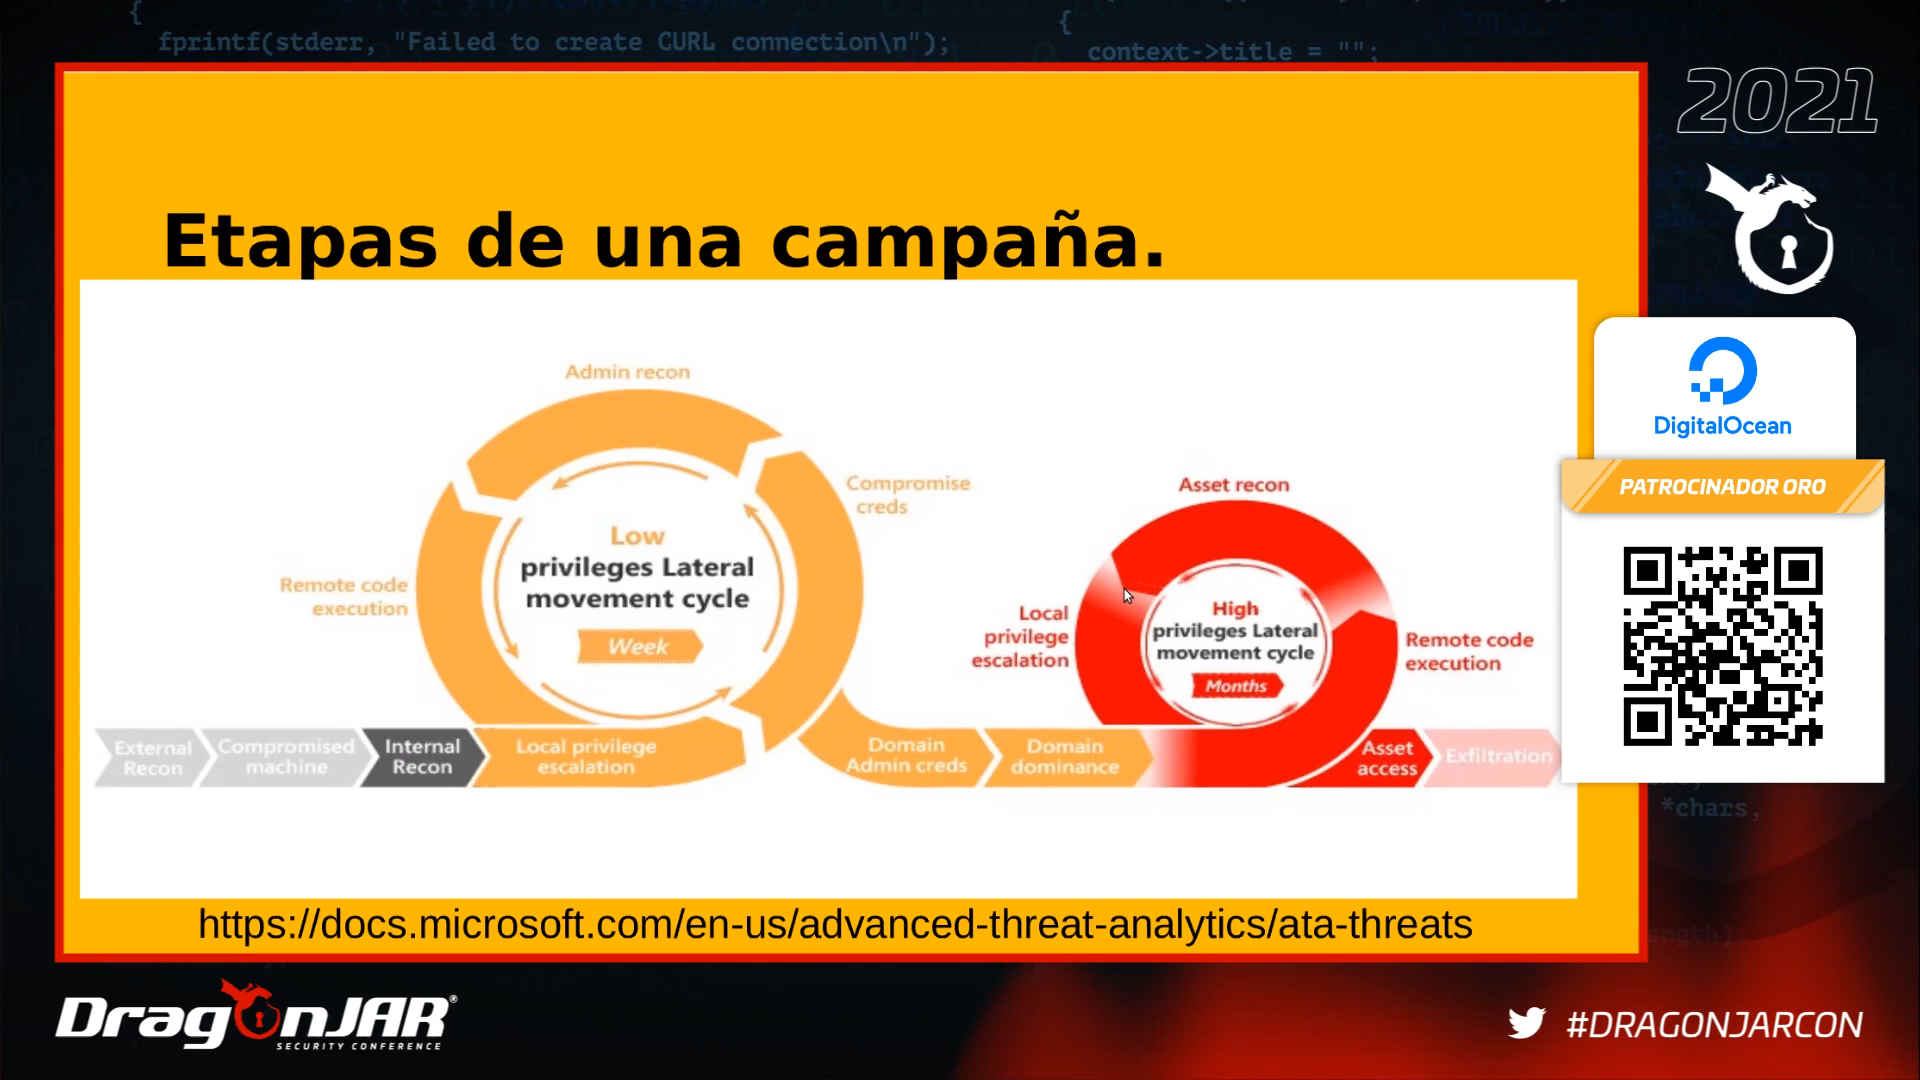 {
fprintf(stderr, "Failed to create CURL connection\n");
{
context->title = "";
2021
Etapas de una campaña.
Admin recon
Compromise
creds
Remote code
execution
Low
privileges Lateral
movement cycle
Week
Asset recon
Local
privilege
escalation
High
privileges Lateral
movement cycle
Months
Remote code
execution
External
Recon
Compromised
machine
Internal
Recon
Local privilege
escalation
Domain
Admin creds
Domain
dominance
Asset
access
Exfiltration
https://docs.microsoft.com/en-us/advanced-threat-analytics/ata-threats
DigitalOcean
PATROCINADOR ORO
*chars,
DragonJAR®
SECURITY CONFERENCE
#DRAGONJARCON